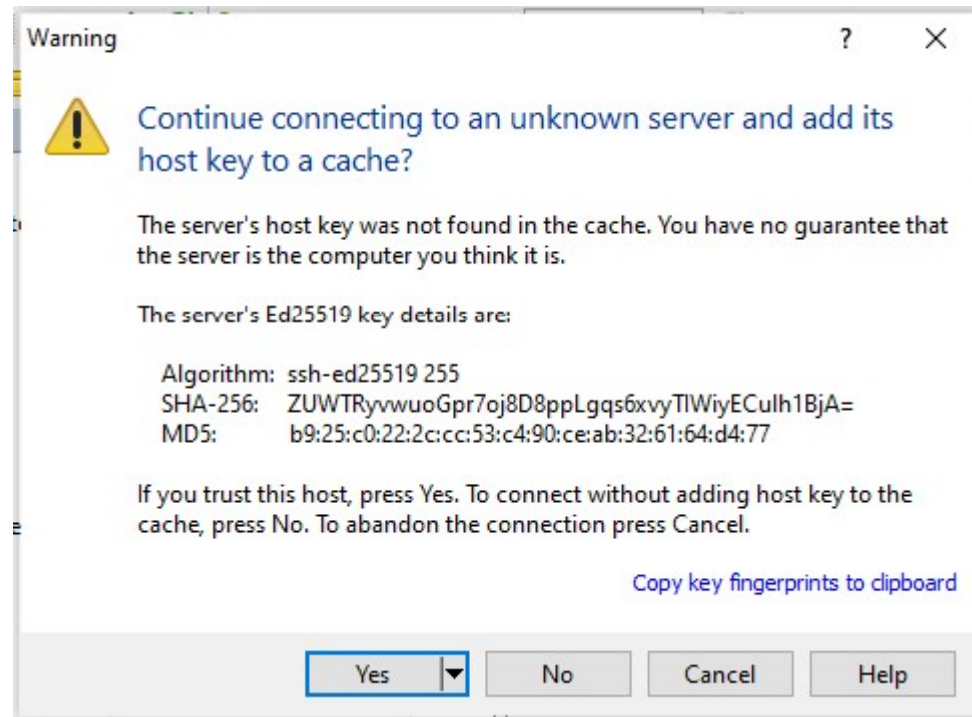 Warning
?
Continue connecting to an unknown server and add its
host key to a cache?
The server's host key was not found in the cache. You have no guarantee that
the server is the computer you think it is.
The server's Ed25519 key details are:
Algorithm: ssh-ed25519 255
SHA-256: ZUWTRyvwuoGpr7oj8D8ppLgqs6xvyTlWiyECulh1BjA=
MD5: b9:25:c0:22:2c:cc:53:c4:90:ce:ab:32:61:64:d4:77
If you trust this host, press Yes. To connect without adding host key to the
cache, press No. To abandon the connection press Cancel.
Copy key fingerprints to clipboard
Yes No Cancel Help